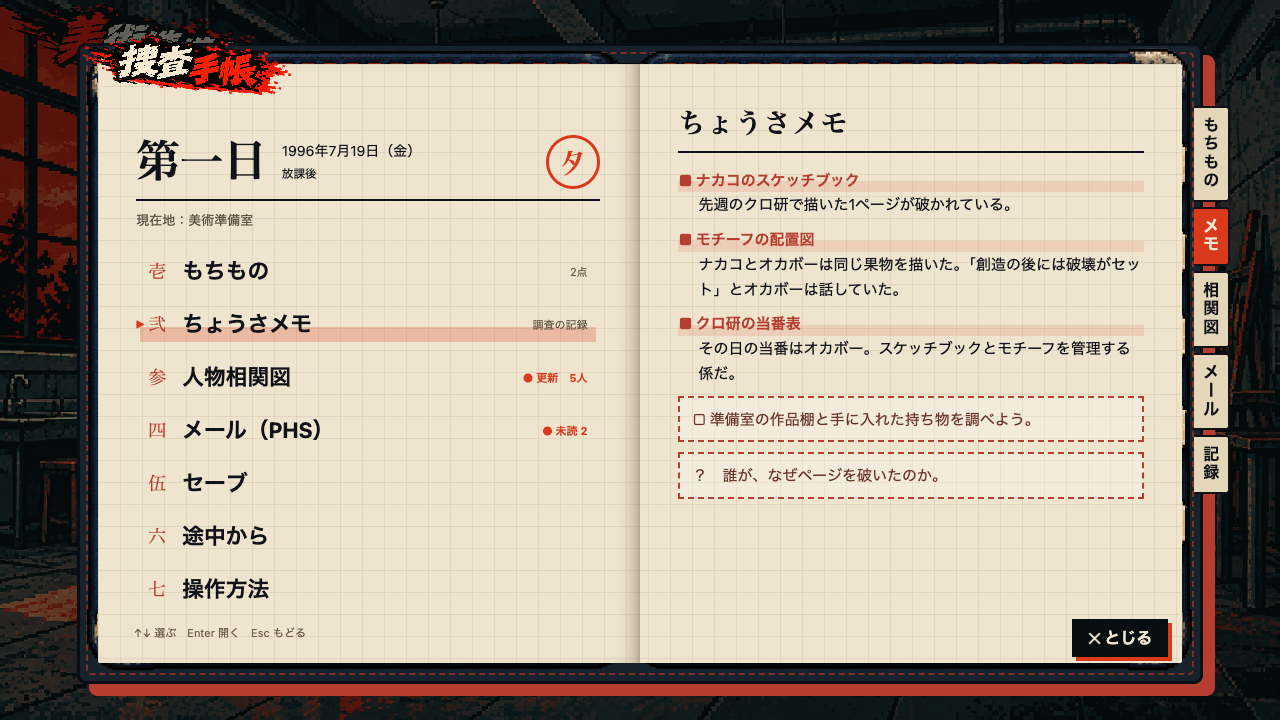 美術準備
捜査手帳
第一日
1996年7月19日（金）
放課後
夕
現在地：美術準備室
壱 もちもの 2点
弐 ちょうさメモ 調査の記録
参 人物相関図 更新 5人
四 メール（PHS） 未読 2
伍 セーブ
六 途中から
七 操作方法
↑↓ 選ぶ Enter 開く Esc もどる
ちょうさメモ
ナカコのスケッチブック
先週のクロ研で描いた1ページが破かれている。
モチーフの配置図
ナカコとオカボーは同じ果物を描いた。「創造の後には破壊がセッ
ト」とオカボーは話していた。
クロ研の当番表
その日の当番はオカボー。スケッチブックとモチーフを管理する
係だ。
準備室の作品棚と手に入れた持ち物を調べよう。
？ 誰が、なぜページを破いたのか。
×とじる
もちもの
メモ
相関図
メール
記録